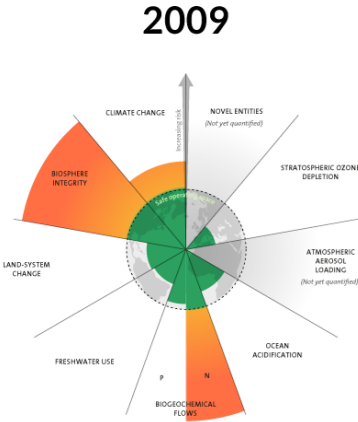 2009
CLIMATE CHANGE
NOVEL ENTITIES
(Not yet quantified)
Increasing risk
STRATOSPHERIC OZONE
DEPLETION
BIOSPHERE
INTEGRITY
Safe operating space
ATMOSPHERIC
AEROSOL
LOADING
(Not yet quantified)
LAND-SYSTEM
CHANGE
OCEAN
ACIDIFICATION
FRESHWATER USE
P
N
BIOGEOCHEMICAL
FLOWS